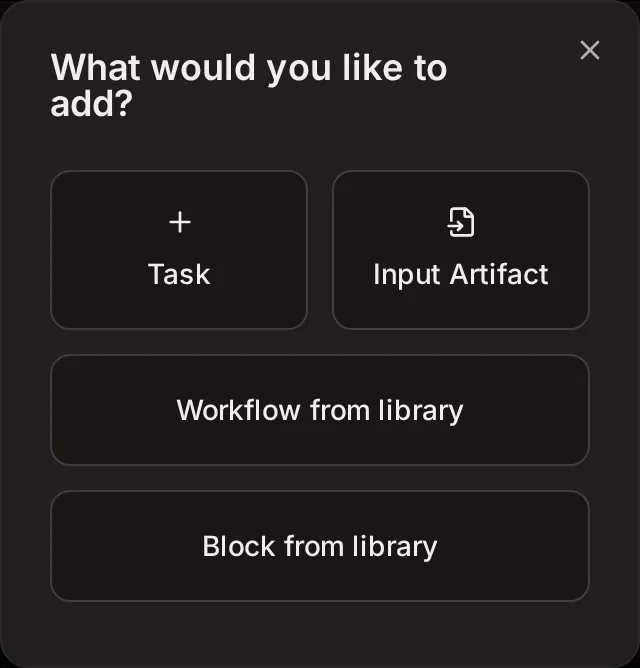 What would you like to
add?
Task
Input Artifact
Workflow from library
Block from library